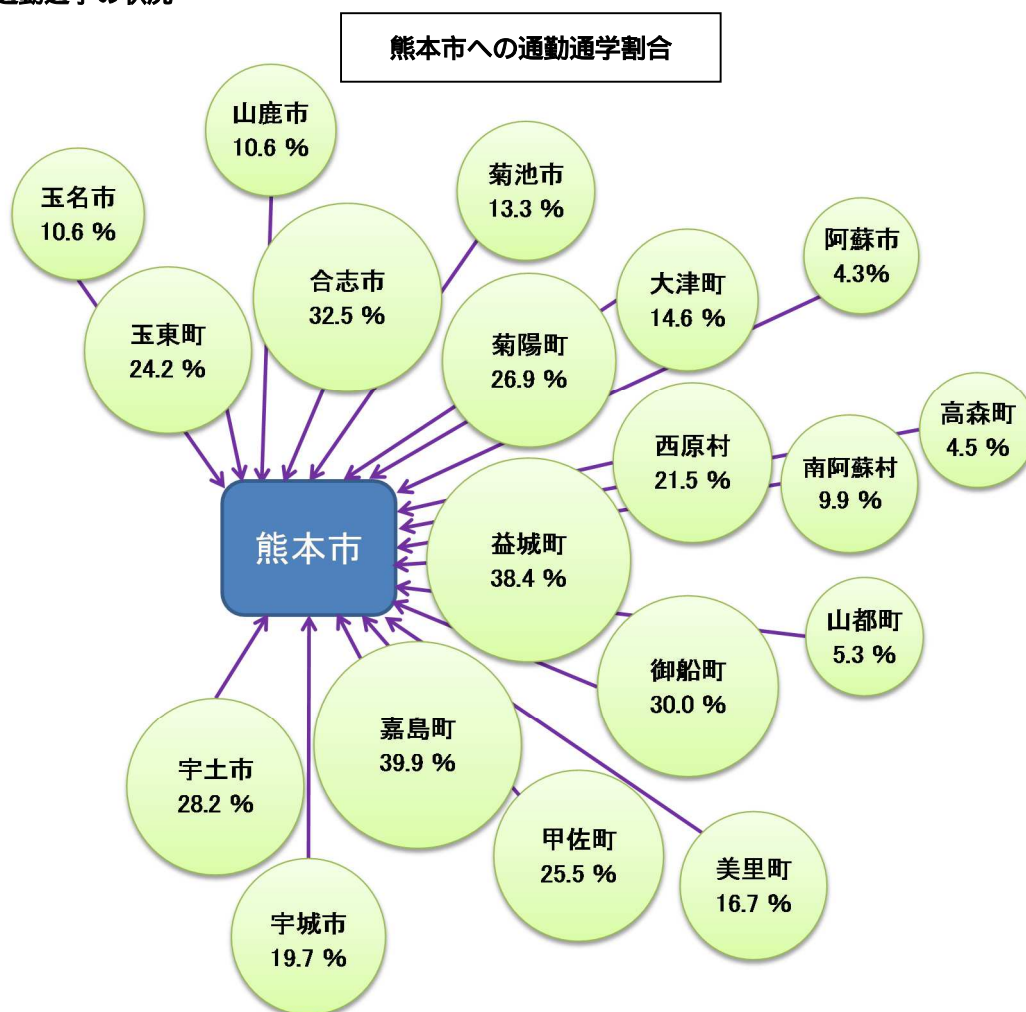 熊本市への通勤通学割合
山鹿市
10.6 %
玉名市
10.6 %
菊池市
13.3 %
合志市
32.5 %
阿蘇市
4.3%
大津町
14.6 %
玉東町
24.2 %
菊陽町
26.9 %
高森町
4.5 %
西原村
21.5 %
南阿蘇村
9.9 %
熊本市
益城町
38.4 %
山都町
5.3 %
御船町
30.0 %
嘉島町
39.9 %
宇土市
28.2 %
甲佐町
25.5 %
美里町
16.7 %
宇城市
19.7 %